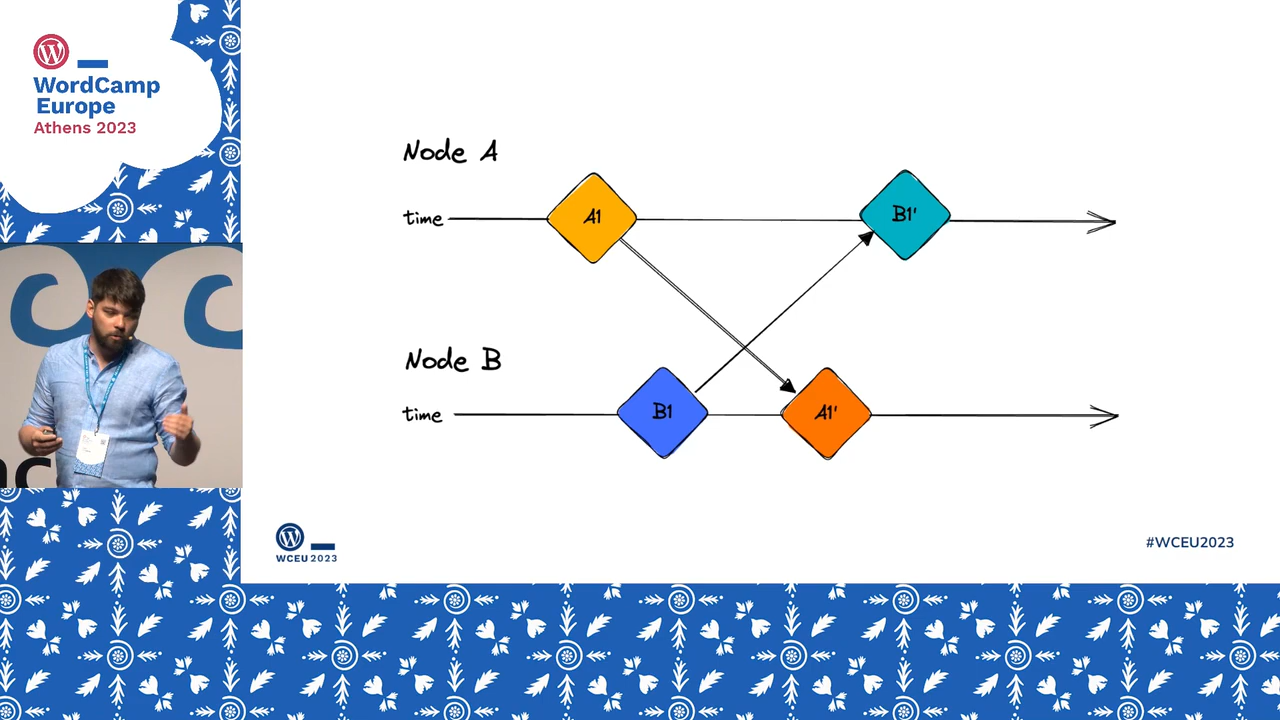 WordCamp
Europe
Athens 2023
Node A
time
A1
B1'
Node B
time
B1
A1'
WCEU 2023
#WCEU2023